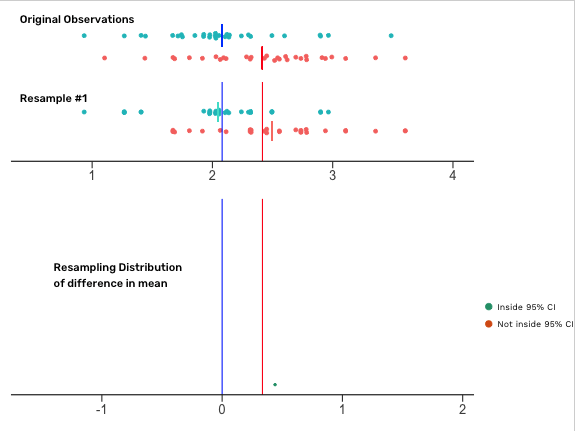 Original Observations
Resample #1
1 2 3 4
Resampling Distribution
of difference in mean
Inside 95% CI
Not inside 95% CI
-1 0 1 2